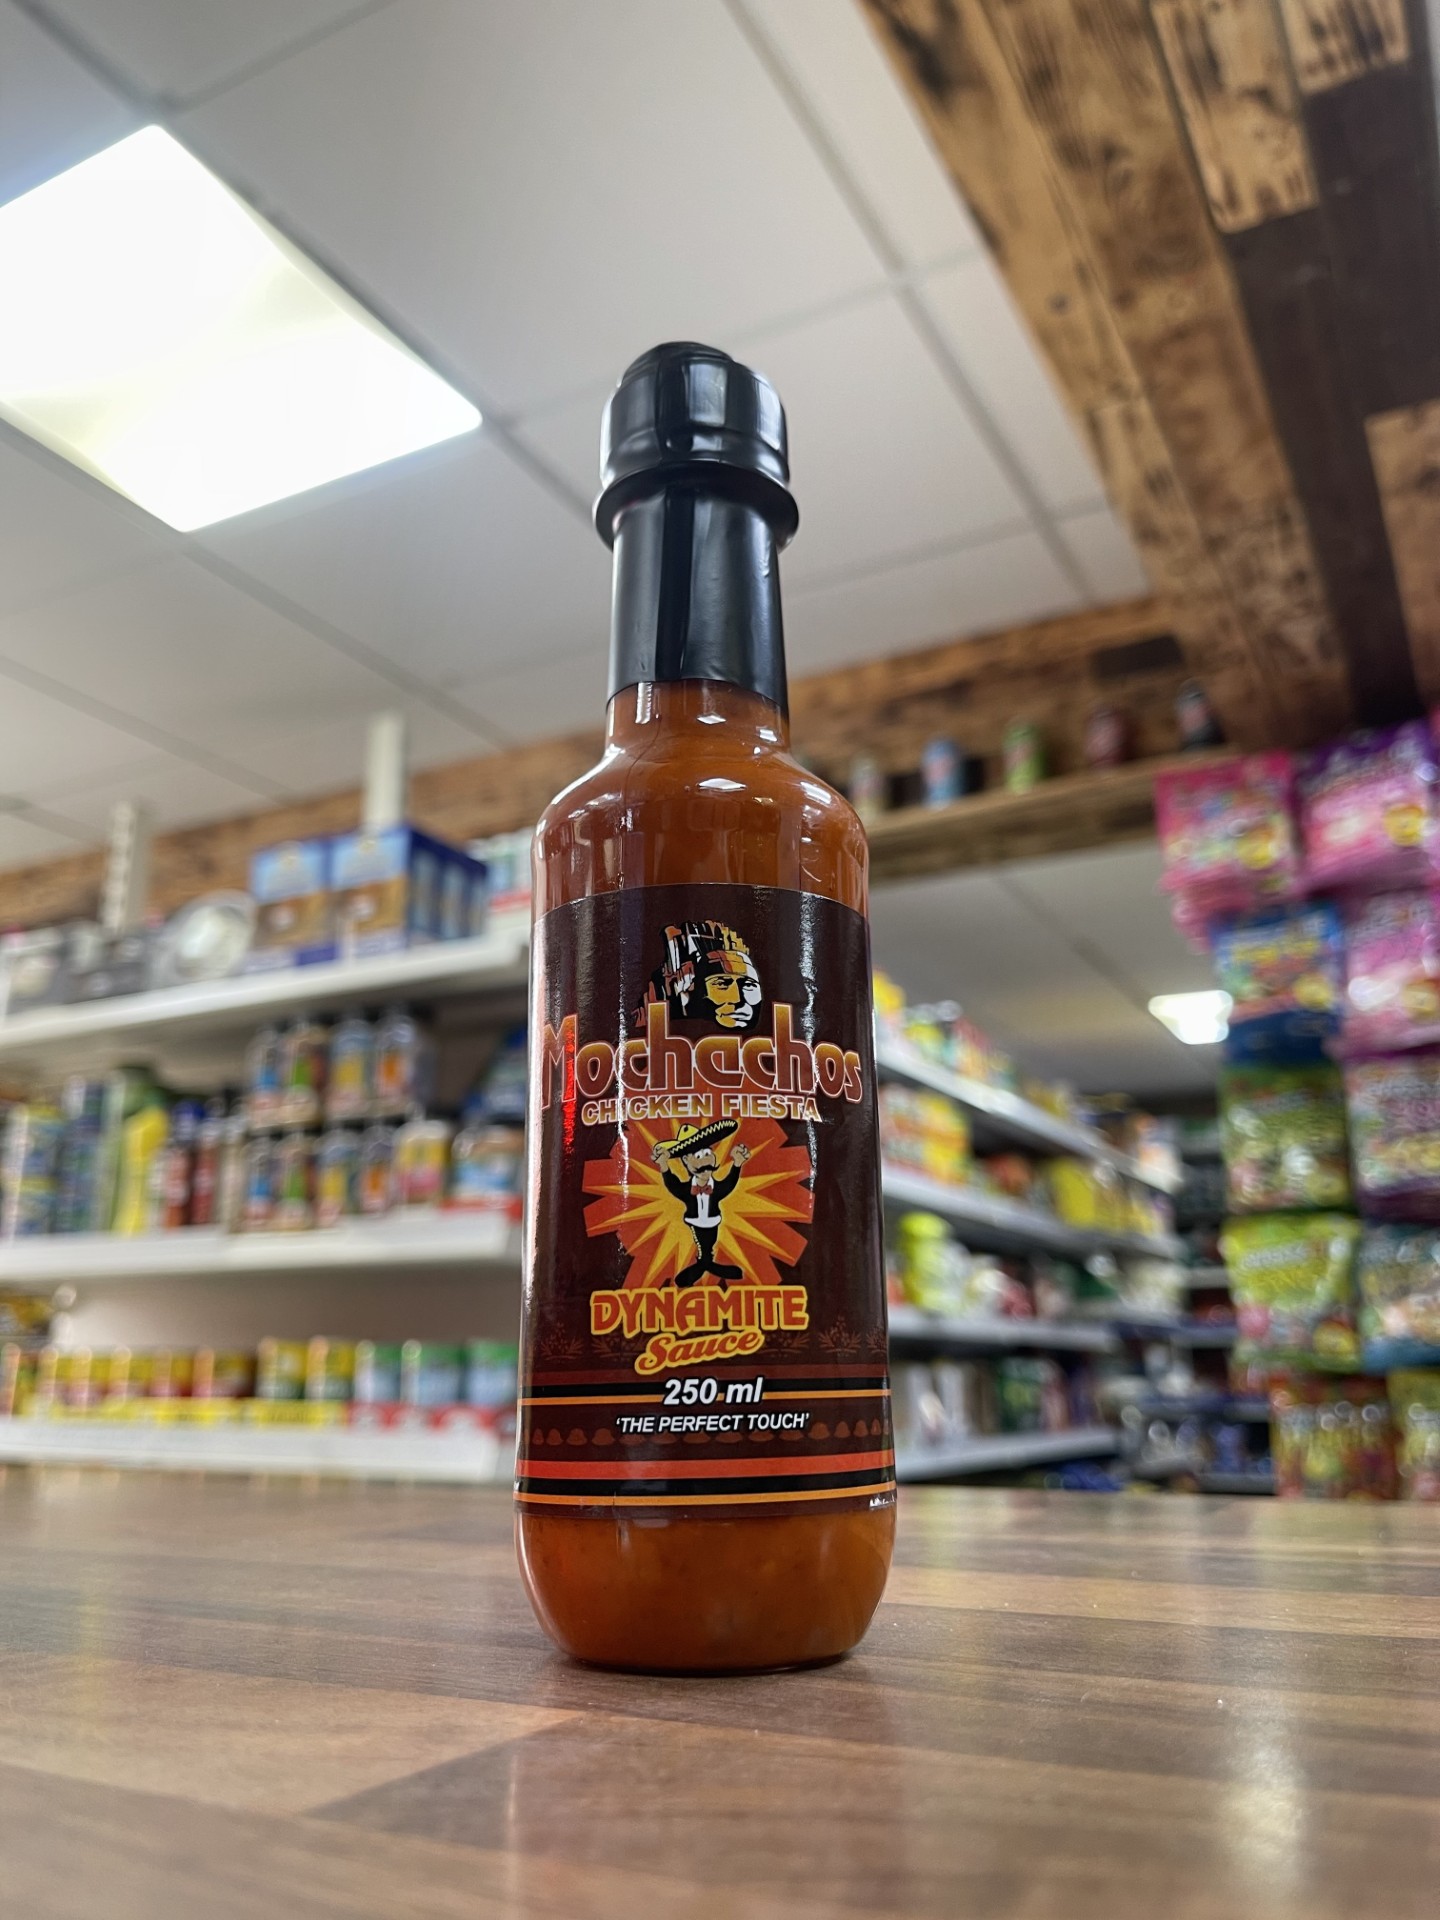 Mochachos
CHICKEN FIESTA
DYNAMITE
Sauce
250 ml
'THE PERFECT TOUCH'